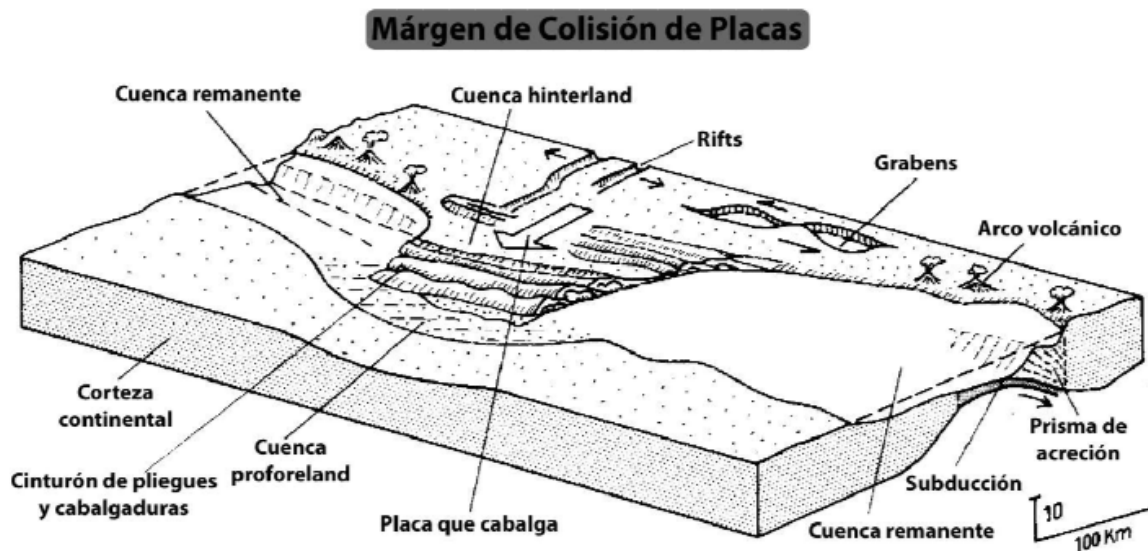 Márgen de Colisión de Placas
Cuenca remanente
Cuenca hinterland
Rifts
Grabens
Arco volcánico
Corteza
continental
Cinturón de pliegues
y cabalgaduras
Cuenca
proforeland
Placa que cabalga
Subducción
Cuenca remanente
Prisma de
acreción
10
100 Km